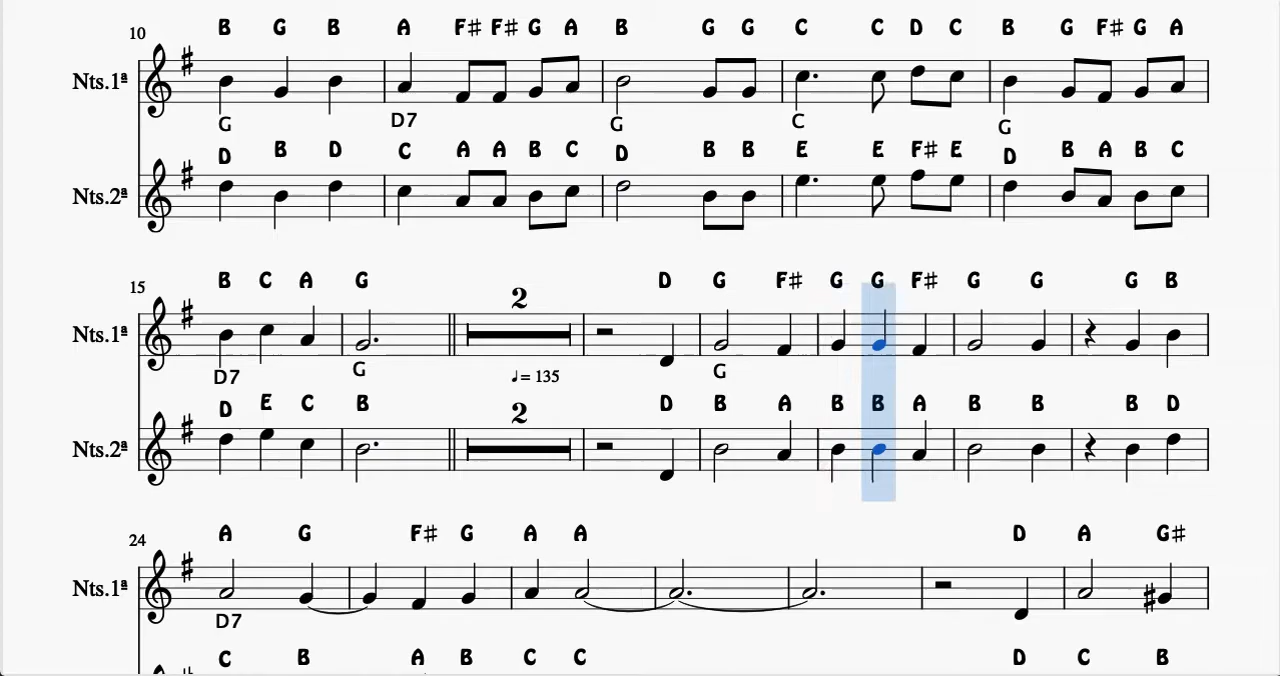 B G B A F♯ F♯ G A B G G C C D C B G F♯ G A
10
Nts.1ª
G D7 G C G
D B D C A A B C D B B E E F♯ E D B A B C
Nts.2ª
B C A G D G F♯ G G F♯ G G G B
15
2
Nts.1ª
D7 G ♩= 135 G
D E C B 2 D B A B B A B B B D
Nts.2ª
A G F♯ G A A D A G♯
24
Nts.1ª
D7
C B A B C C D C B